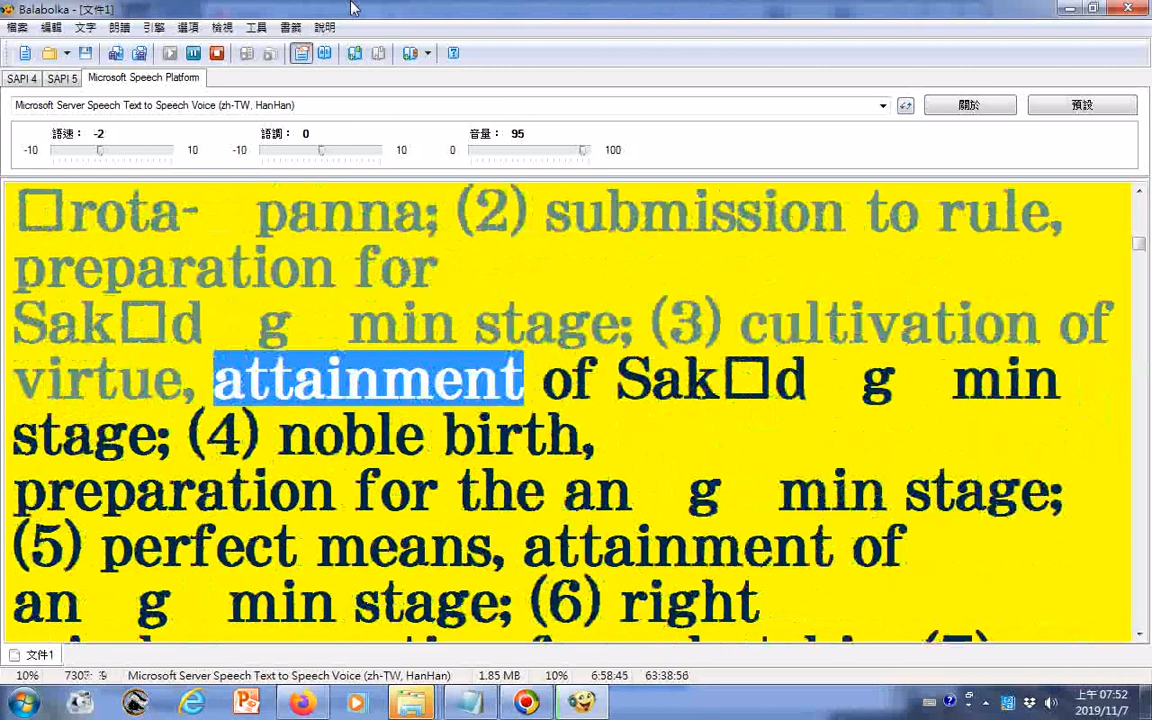 Balabolka - [文件1]
檔案 編輯 文字 朗讀 引擎 選項 檢視 工具 書籤 說明
SAPI 4 SAPI 5 Microsoft Speech Platform
Microsoft Server Speech Text to Speech Voice (zh-TW, HanHan) 關於 預設
語速: -2 語調: 0 音量: 95
-10 10 -10 10 0 100
□rota- panna; (2) submission to rule,
preparation for
Sak□d g min stage; (3) cultivation of
virtue, attainment of Sak□d g min
stage; (4) noble birth,
preparation for the an g min stage;
(5) perfect means, attainment of
an g min stage; (6) right
文件1
10% Microsoft Server Speech Text to Speech Voice (zh-TW, HanHan) 1.85 MB 10% 6:58:45 63:38:56
上午 07:52
2019/11/7